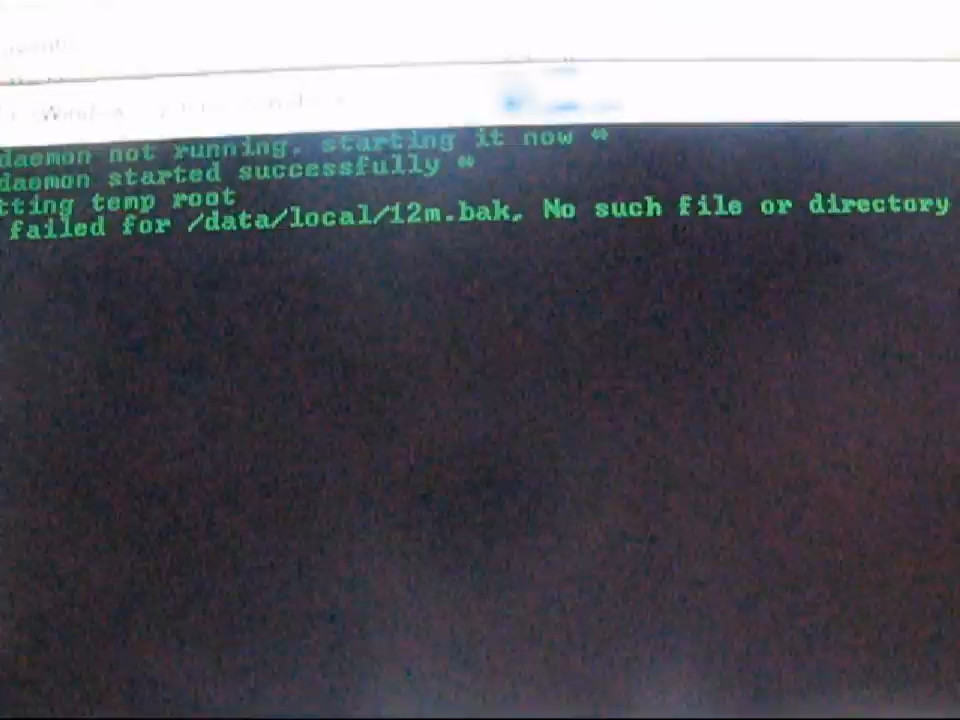 daemon not running. starting it now *
daemon started successfully *
tting temp root
failed for /data/local/12m.bak, No such file or directory